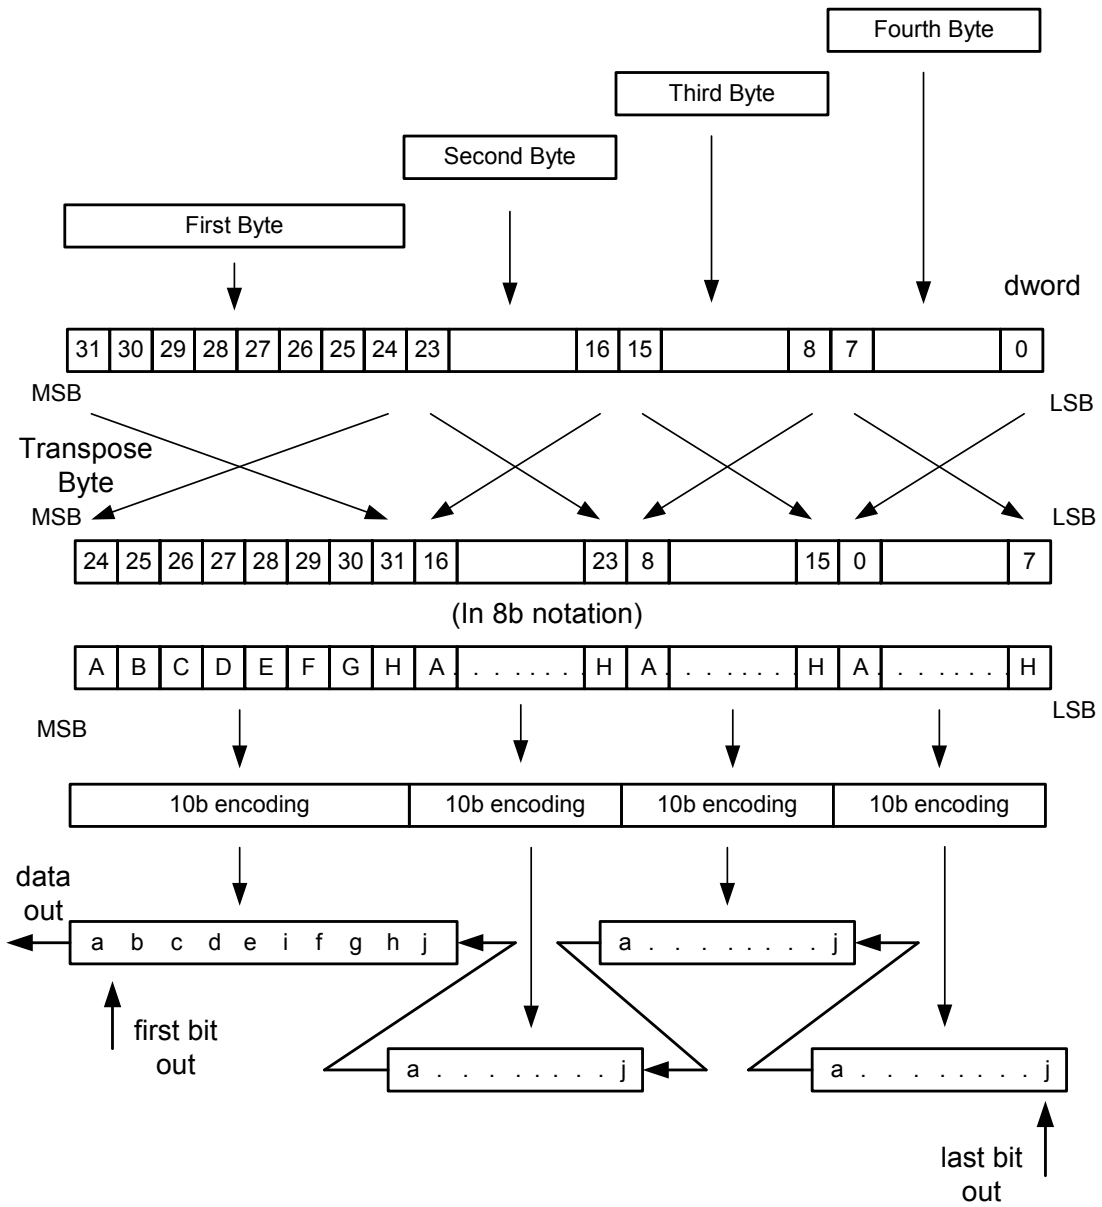 Fourth Byte
Third Byte
Second Byte
First Byte
dword
31 30 29 28 27 26 25 24 23 16 15 8 7 0
MSB LSB
Transpose
Byte
MSB LSB
24 25 26 27 28 29 30 31 16 23 8 15 0 7
(In 8b notation)
A B C D E F G H A . . . . . . . H A . . . . . . . H A . . . . . . . H
MSB LSB
10b encoding 10b encoding 10b encoding 10b encoding
data
out
a b c d e i f g h j a . . . . . . . . j
first bit
out
a . . . . . . . . j a . . . . . . . . j
last bit
out